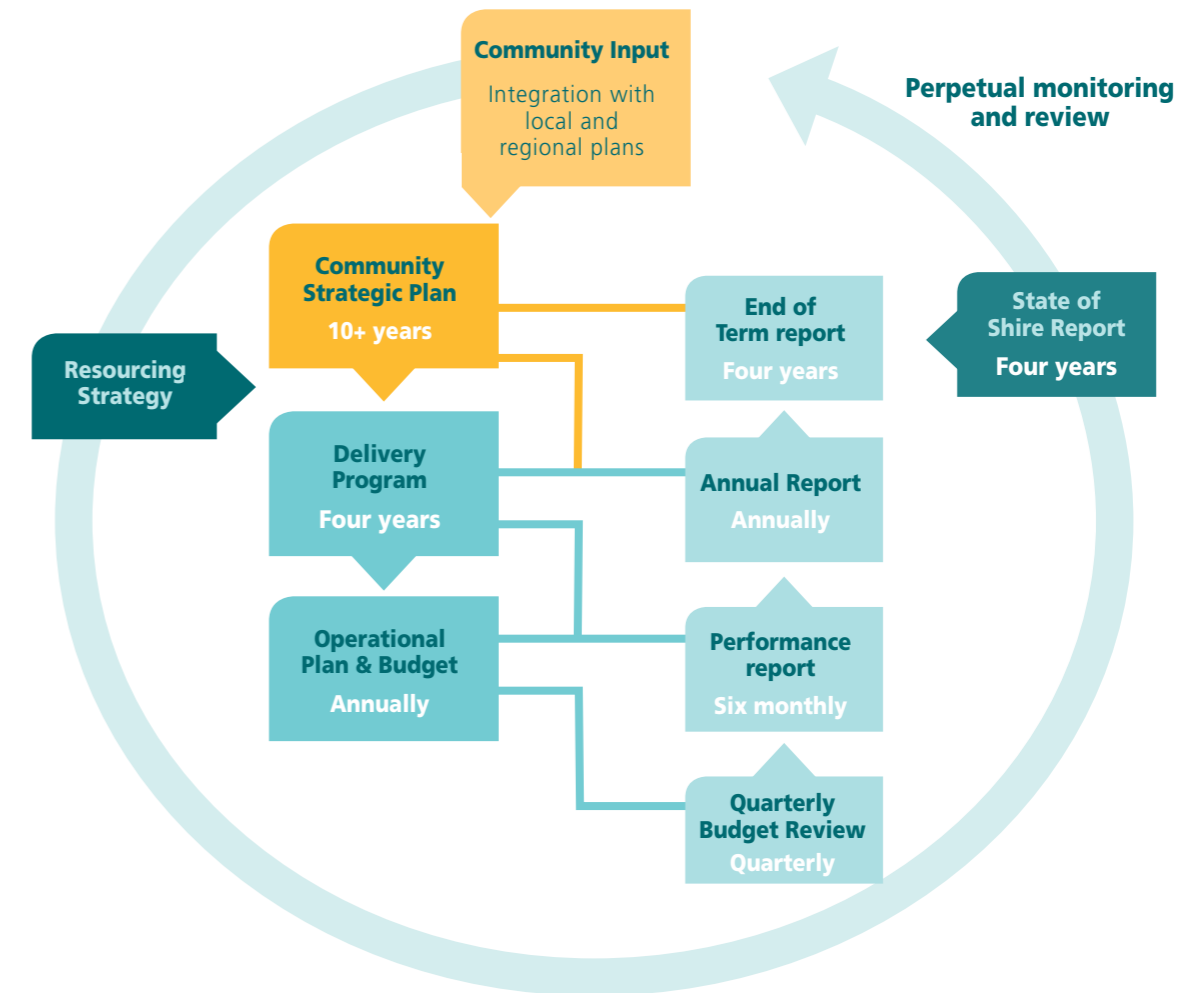 Community Input
Integration with
local and
regional plans
Perpetual monitoring
and review
Community
Strategic Plan
10+ years
End of
Term report
Four years
State of
Shire Report
Four years
Resourcing
Strategy
Delivery
Program
Four years
Annual Report
Annually
Operational
Plan & Budget
Annually
Performance
report
Six monthly
Quarterly
Budget Review
Quarterly